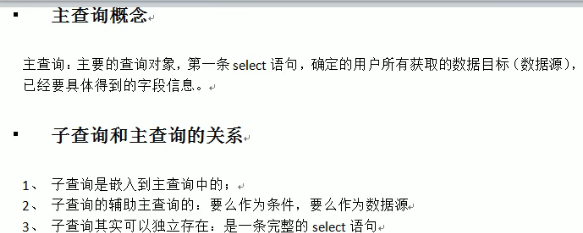 主查询概念
主查询：主要的查询对象，第一条 select 语句，确定的用户所有获取的数据目标（数据源），
已经要具体得到的字段信息。
子查询和主查询的关系
1、 子查询是嵌入到主查询中的；
2、 子查询的辅助主查询的：要么作为条件，要么作为数据源
3、 子查询其实可以独立存在：是一条完整的 select 语句